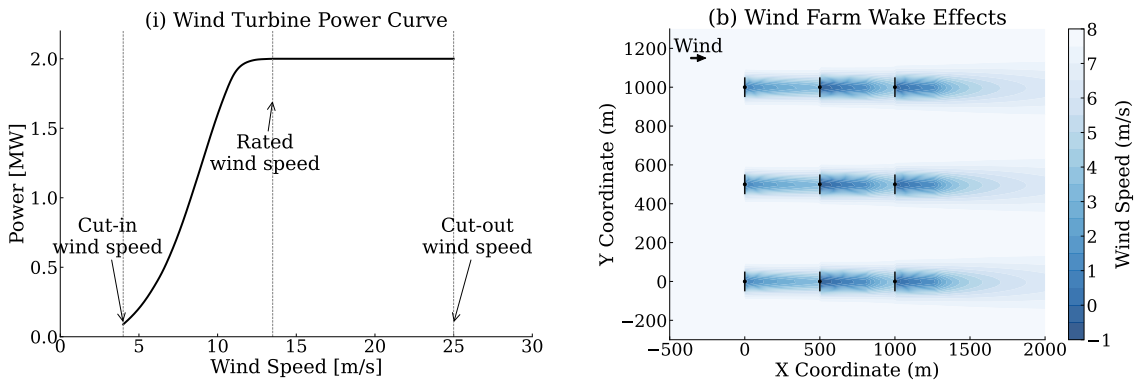 (i) Wind Turbine Power Curve
Power [MW]
2.0
1.5
1.0
0.5
0.0
0 5 10 15 20 25 30
Wind Speed [m/s]
Cut-in
wind speed
Rated
wind speed
Cut-out
wind speed
(b) Wind Farm Wake Effects
Wind
Y Coordinate (m)
1200
1000
800
600
400
200
0
−200
−500 0 500 1000 1500 2000
X Coordinate (m)
8
7
6
5
4
3
2
1
0
−1
Wind Speed (m/s)